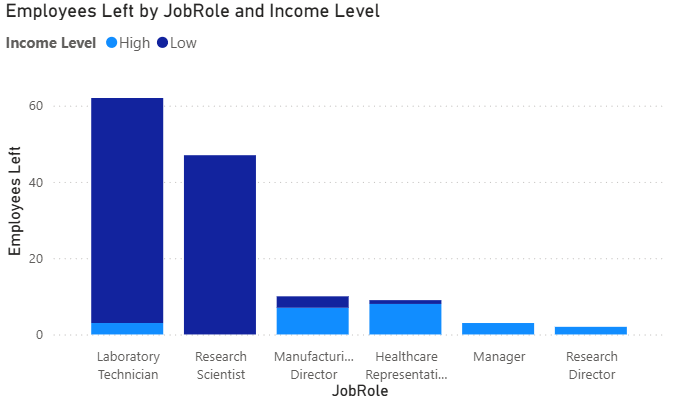 Employees Left by JobRole and Income Level
Income Level High Low
Employees Left
60
40
20
0
Laboratory
Technician
Research
Scientist
Manufacturi...
Director
Healthcare
Representati...
Manager
Research
Director
JobRole